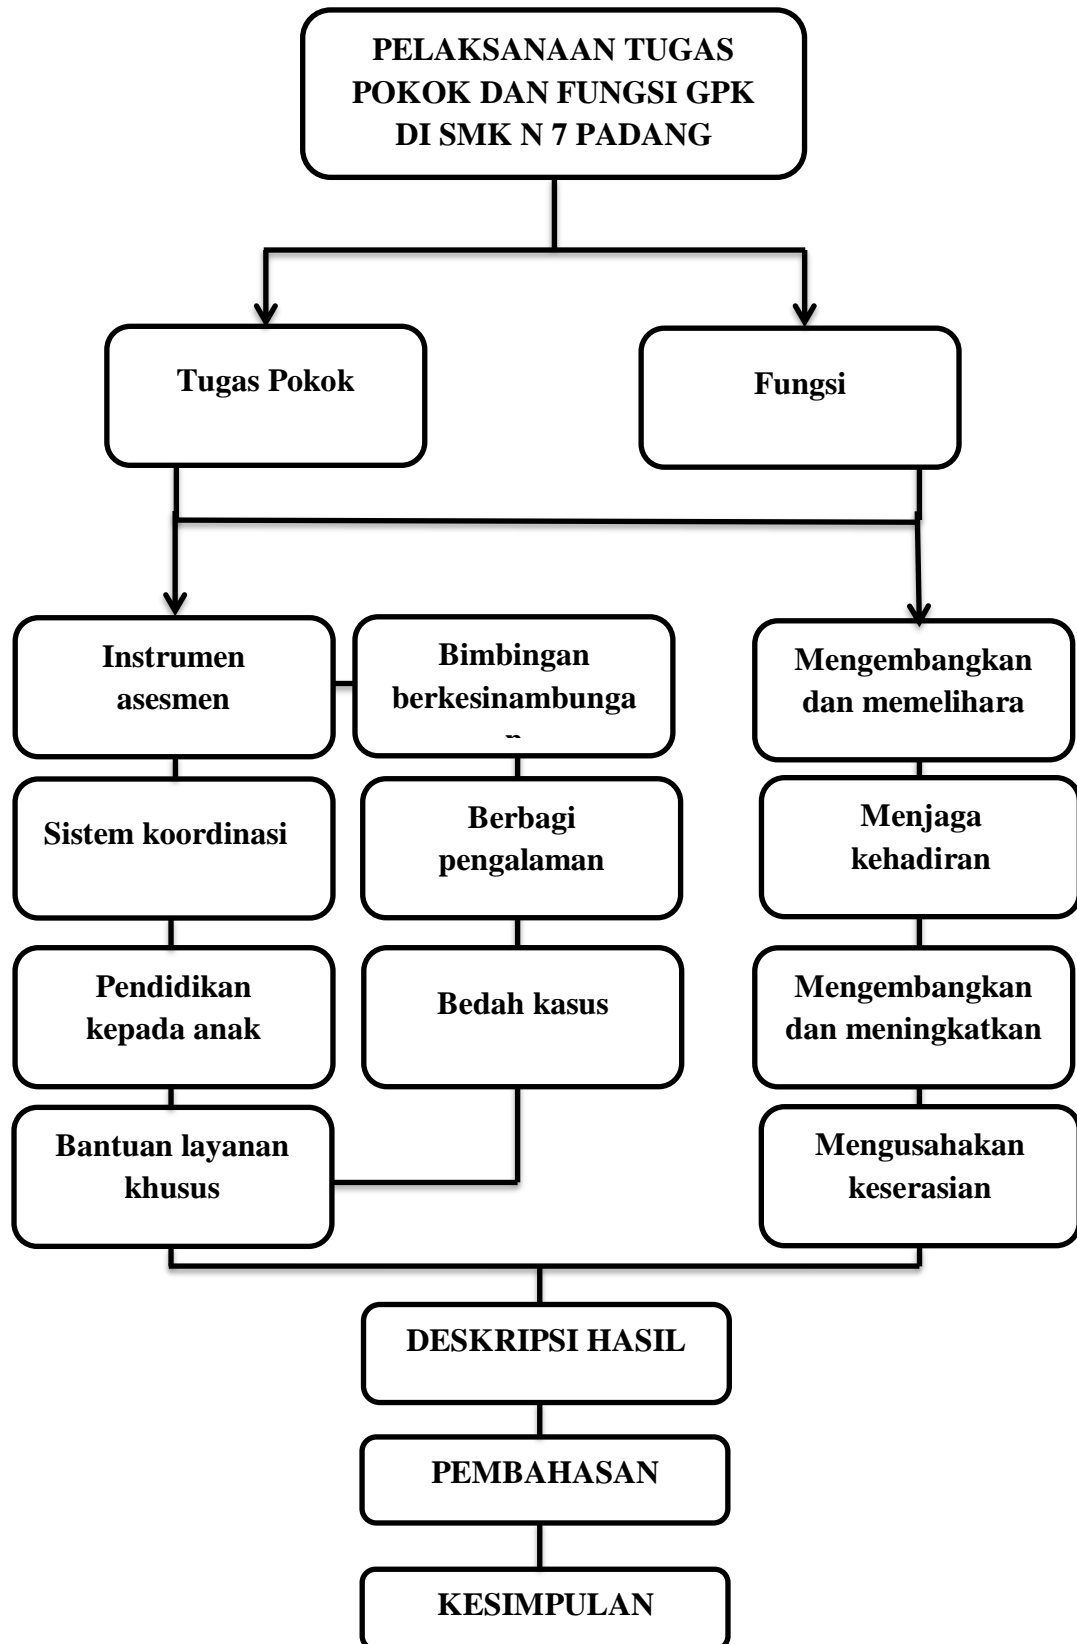 PELAKSANAAN TUGAS
POKOK DAN FUNGSI GPK
DI SMK N 7 PADANG
Tugas Pokok
Fungsi
Instrumen
asesmen
Bimbingan
berkesinambunga
n
Mengembangkan
dan memelihara
Sistem koordinasi
Berbagi
pengalaman
Menjaga
kehadiran
Pendidikan
kepada anak
Bedah kasus
Mengembangkan
dan meningkatkan
Bantuan layanan
khusus
Mengusahakan
keserasian
DESKRIPSI HASIL
PEMBAHASAN
KESIMPULAN